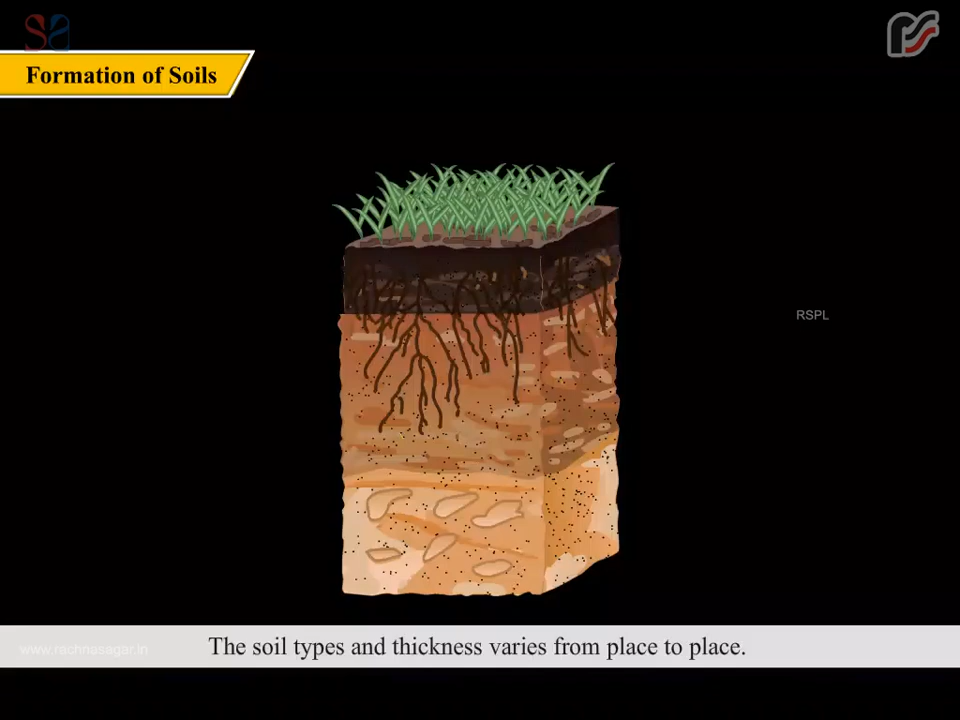 Formation of Soils
RSPL
www.rachnasagar.in
The soil types and thickness varies from place to place.